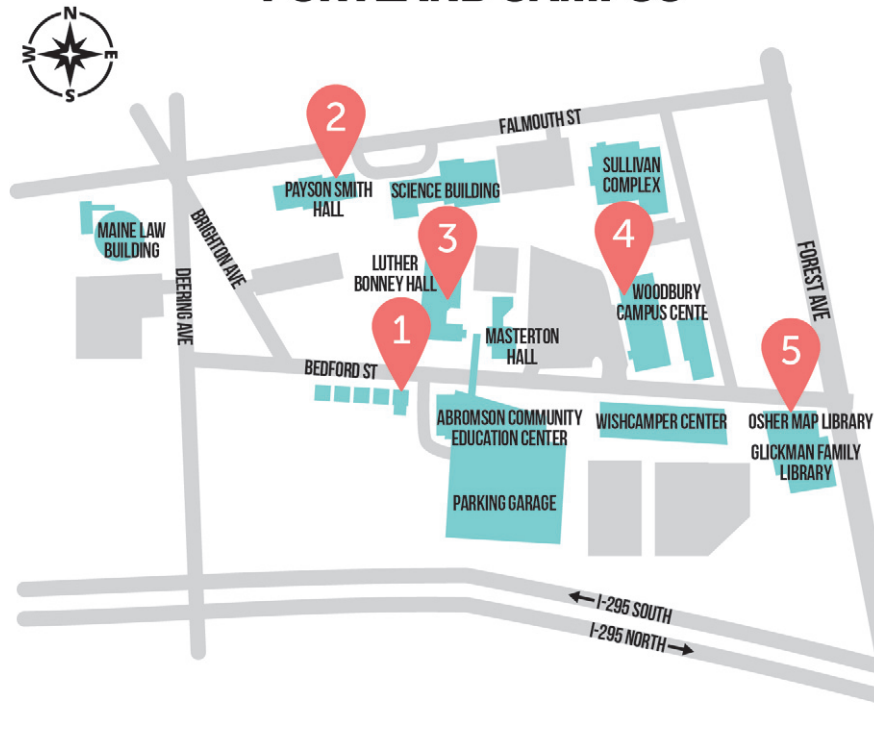 PORTLAND CAMPUS
N
W
E
S
2
FALMOUTH ST
SULLIVAN
COMPLEX
PAYSON SMITH
HALL
SCIENCE BUILDING
MAINE LAW
BUILDING
BRIGHTON AVE
3
4
LUTHER
BONNEY HALL
DEERING AVE
FOREST AVE
WOODBURY
CAMPUS CENTE
1
MASTERTON
HALL
5
BEDFORD ST
ABROMSON COMMUNITY
EDUCATION CENTER
WISHCAMPER CENTER
OSHER MAP LIBRARY
GLICKMAN FAMILY
LIBRARY
PARKING GARAGE
I-295 SOUTH
I-295 NORTH